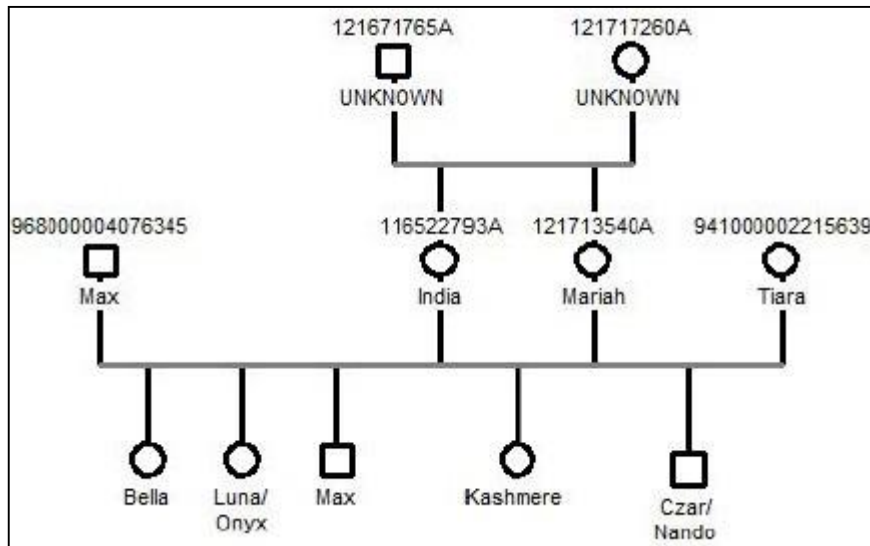 121671765A 121717260A
UNKNOWN UNKNOWN
968000004076345 116522793A 121713540A 941000002215639
Max India Mariah Tiara
Bella Luna/ Max Kashmere Czar/
Onyx Nando